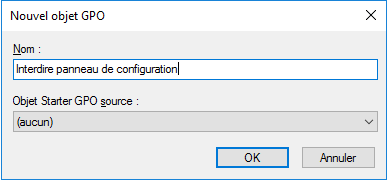 Nouvel objet GPO
Nom :
Interdire panneau de configuration
Objet Starter GPO source :
(aucun)
OK
Annuler